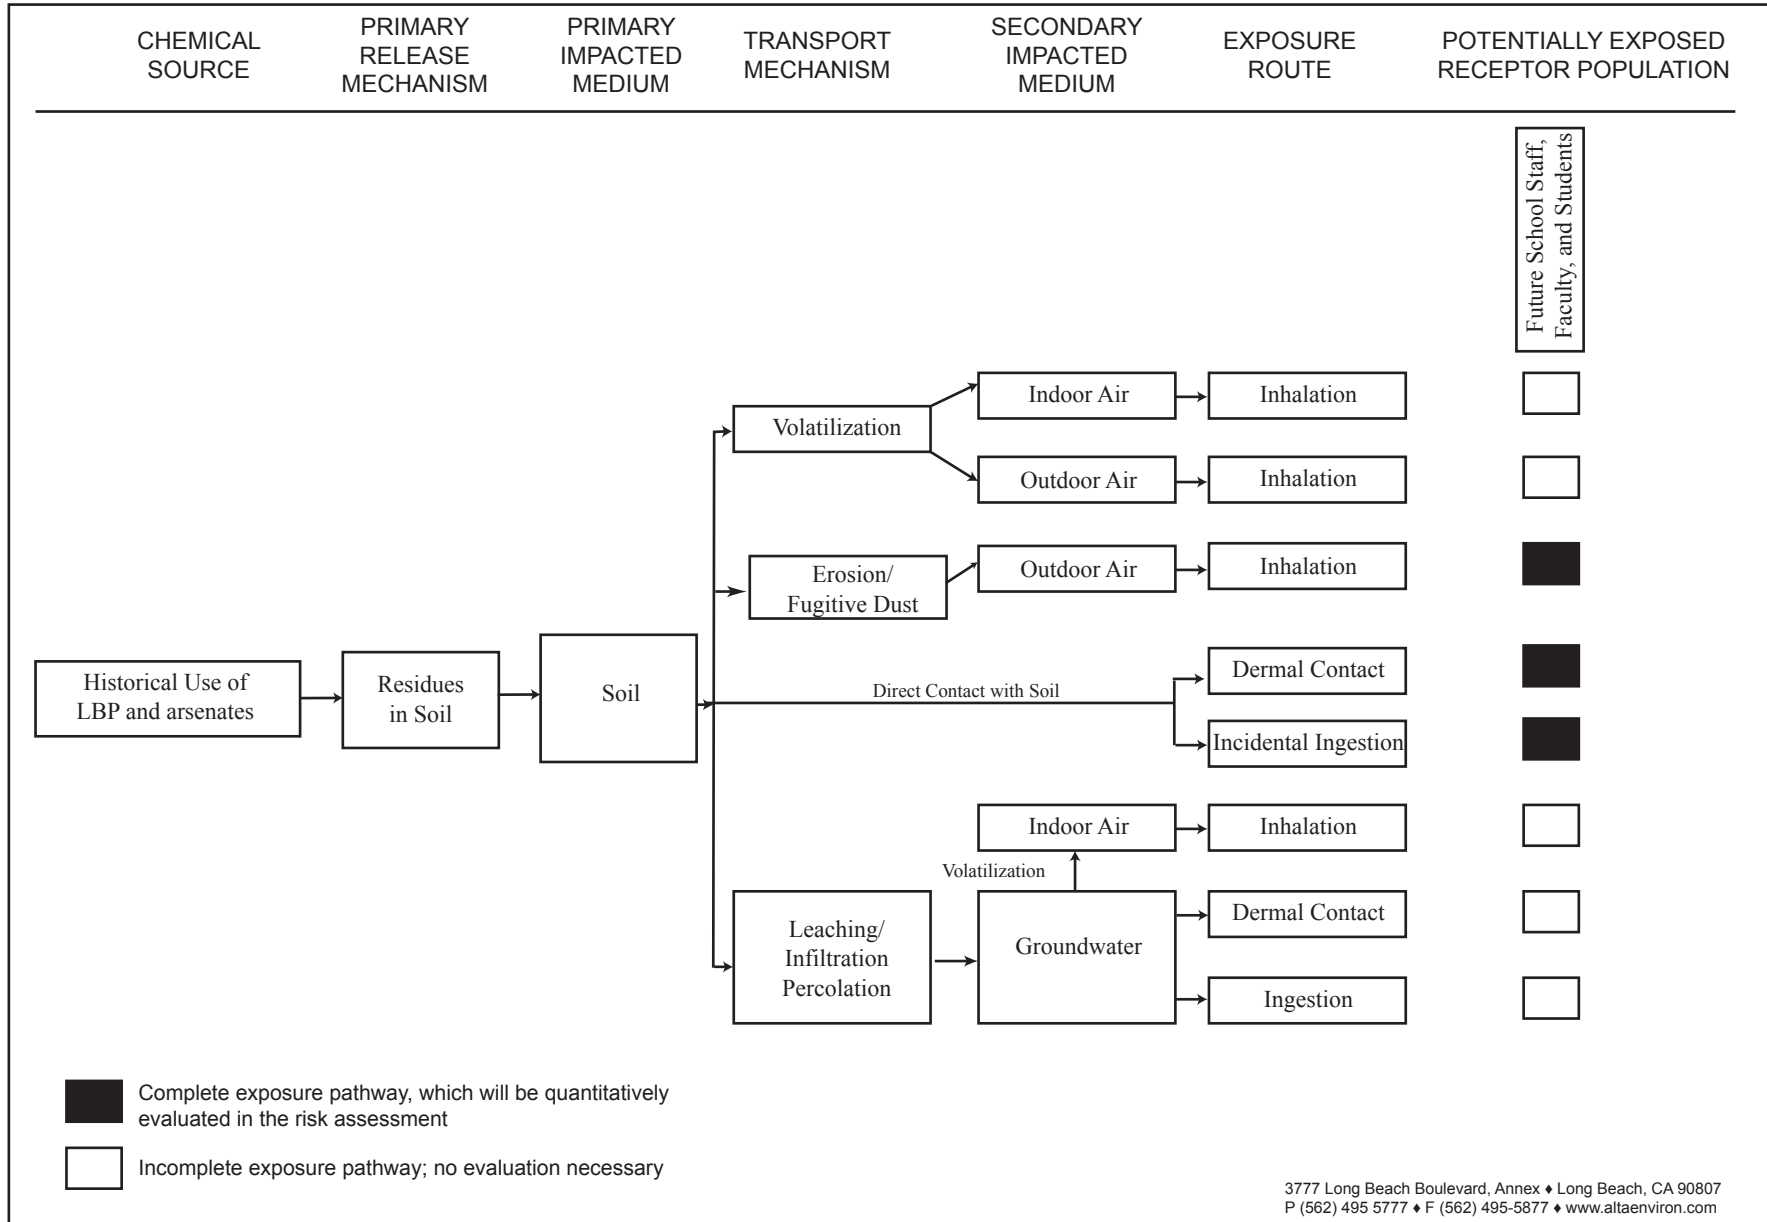 CHEMICAL
SOURCE
PRIMARY
RELEASE
MECHANISM
PRIMARY
IMPACTED
MEDIUM
TRANSPORT
MECHANISM
SECONDARY
IMPACTED
MEDIUM
EXPOSURE
ROUTE
POTENTIALLY EXPOSED
RECEPTOR POPULATION
Future School Staff,
Faculty, and Students
Volatilization
Indoor Air
Inhalation
Outdoor Air
Inhalation
Erosion/
Fugitive Dust
Outdoor Air
Inhalation
Historical Use of
LBP and arsenates
Residues
in Soil
Soil
Direct Contact with Soil
Dermal Contact
Incidental Ingestion
Indoor Air
Inhalation
Volatilization
Leaching/
Infiltration
Percolation
Groundwater
Dermal Contact
Ingestion
Complete exposure pathway, which will be quantitatively
evaluated in the risk assessment
Incomplete exposure pathway; no evaluation necessary
3777 Long Beach Boulevard, Annex ♦ Long Beach, CA 90807
P (562) 495 5777 ♦ F (562) 495-5877 ♦ www.altaenviron.com